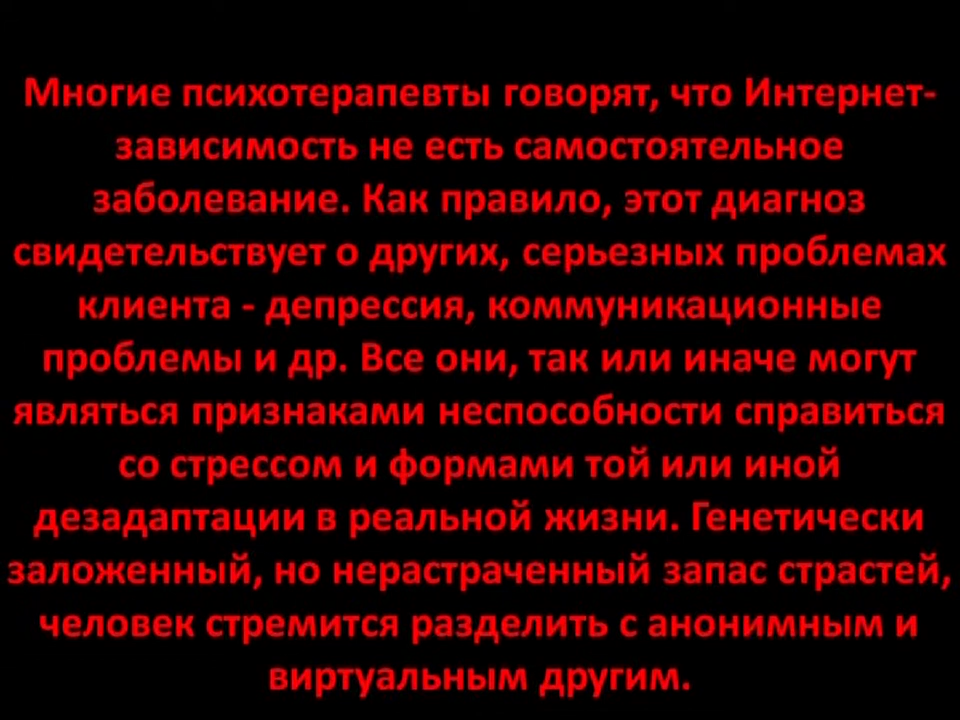 Многие психотерапевты говорят, что Интернет-
зависимость не есть самостоятельное
заболевание. Как правило, этот диагноз
свидетельствует о других, серьезных проблемах
клиента - депрессия, коммуникационные
проблемы и др. Все они, так или иначе могут
являться признаками неспособности справиться
со стрессом и формами той или иной
дезадаптации в реальной жизни. Генетически
заложенный, но нерастраченный запас страстей,
человек стремится разделить с анонимным и
виртуальным другим.